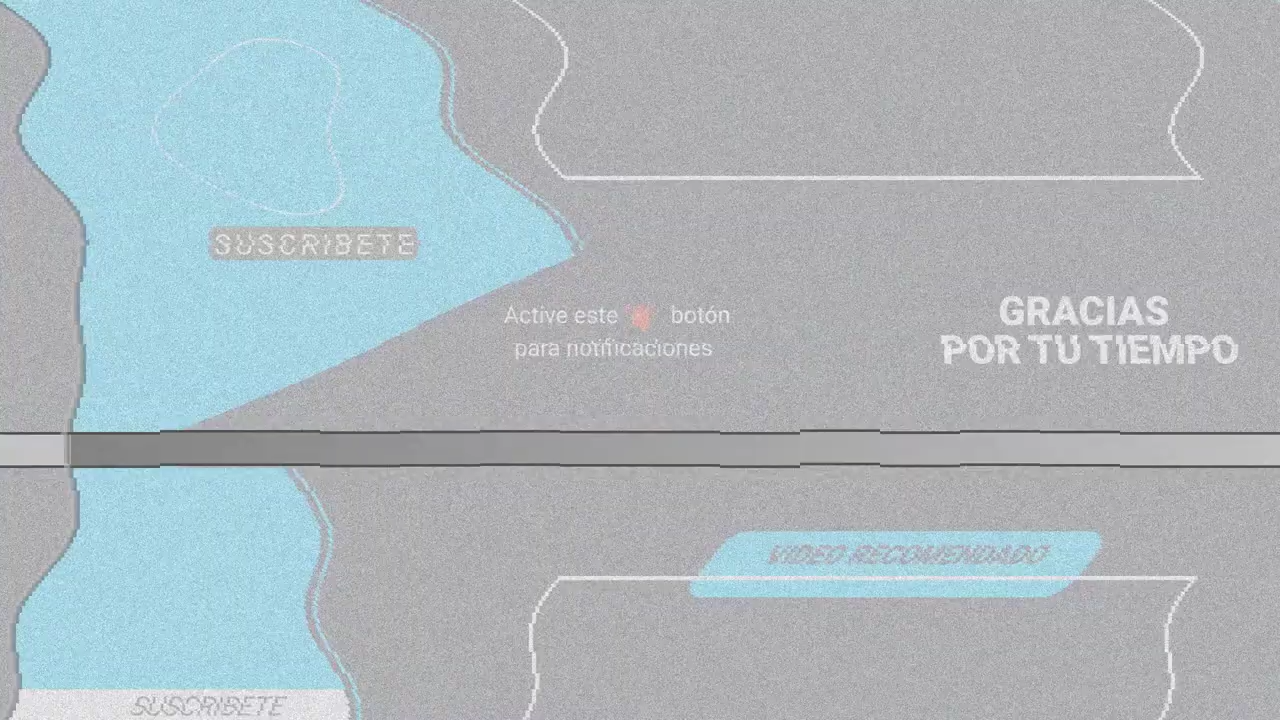 SUSCRIBETE
Active este botón
para notificaciones
GRACIAS
POR TU TIEMPO
VIDEO RECOMENDADO
SUSCRIBETE